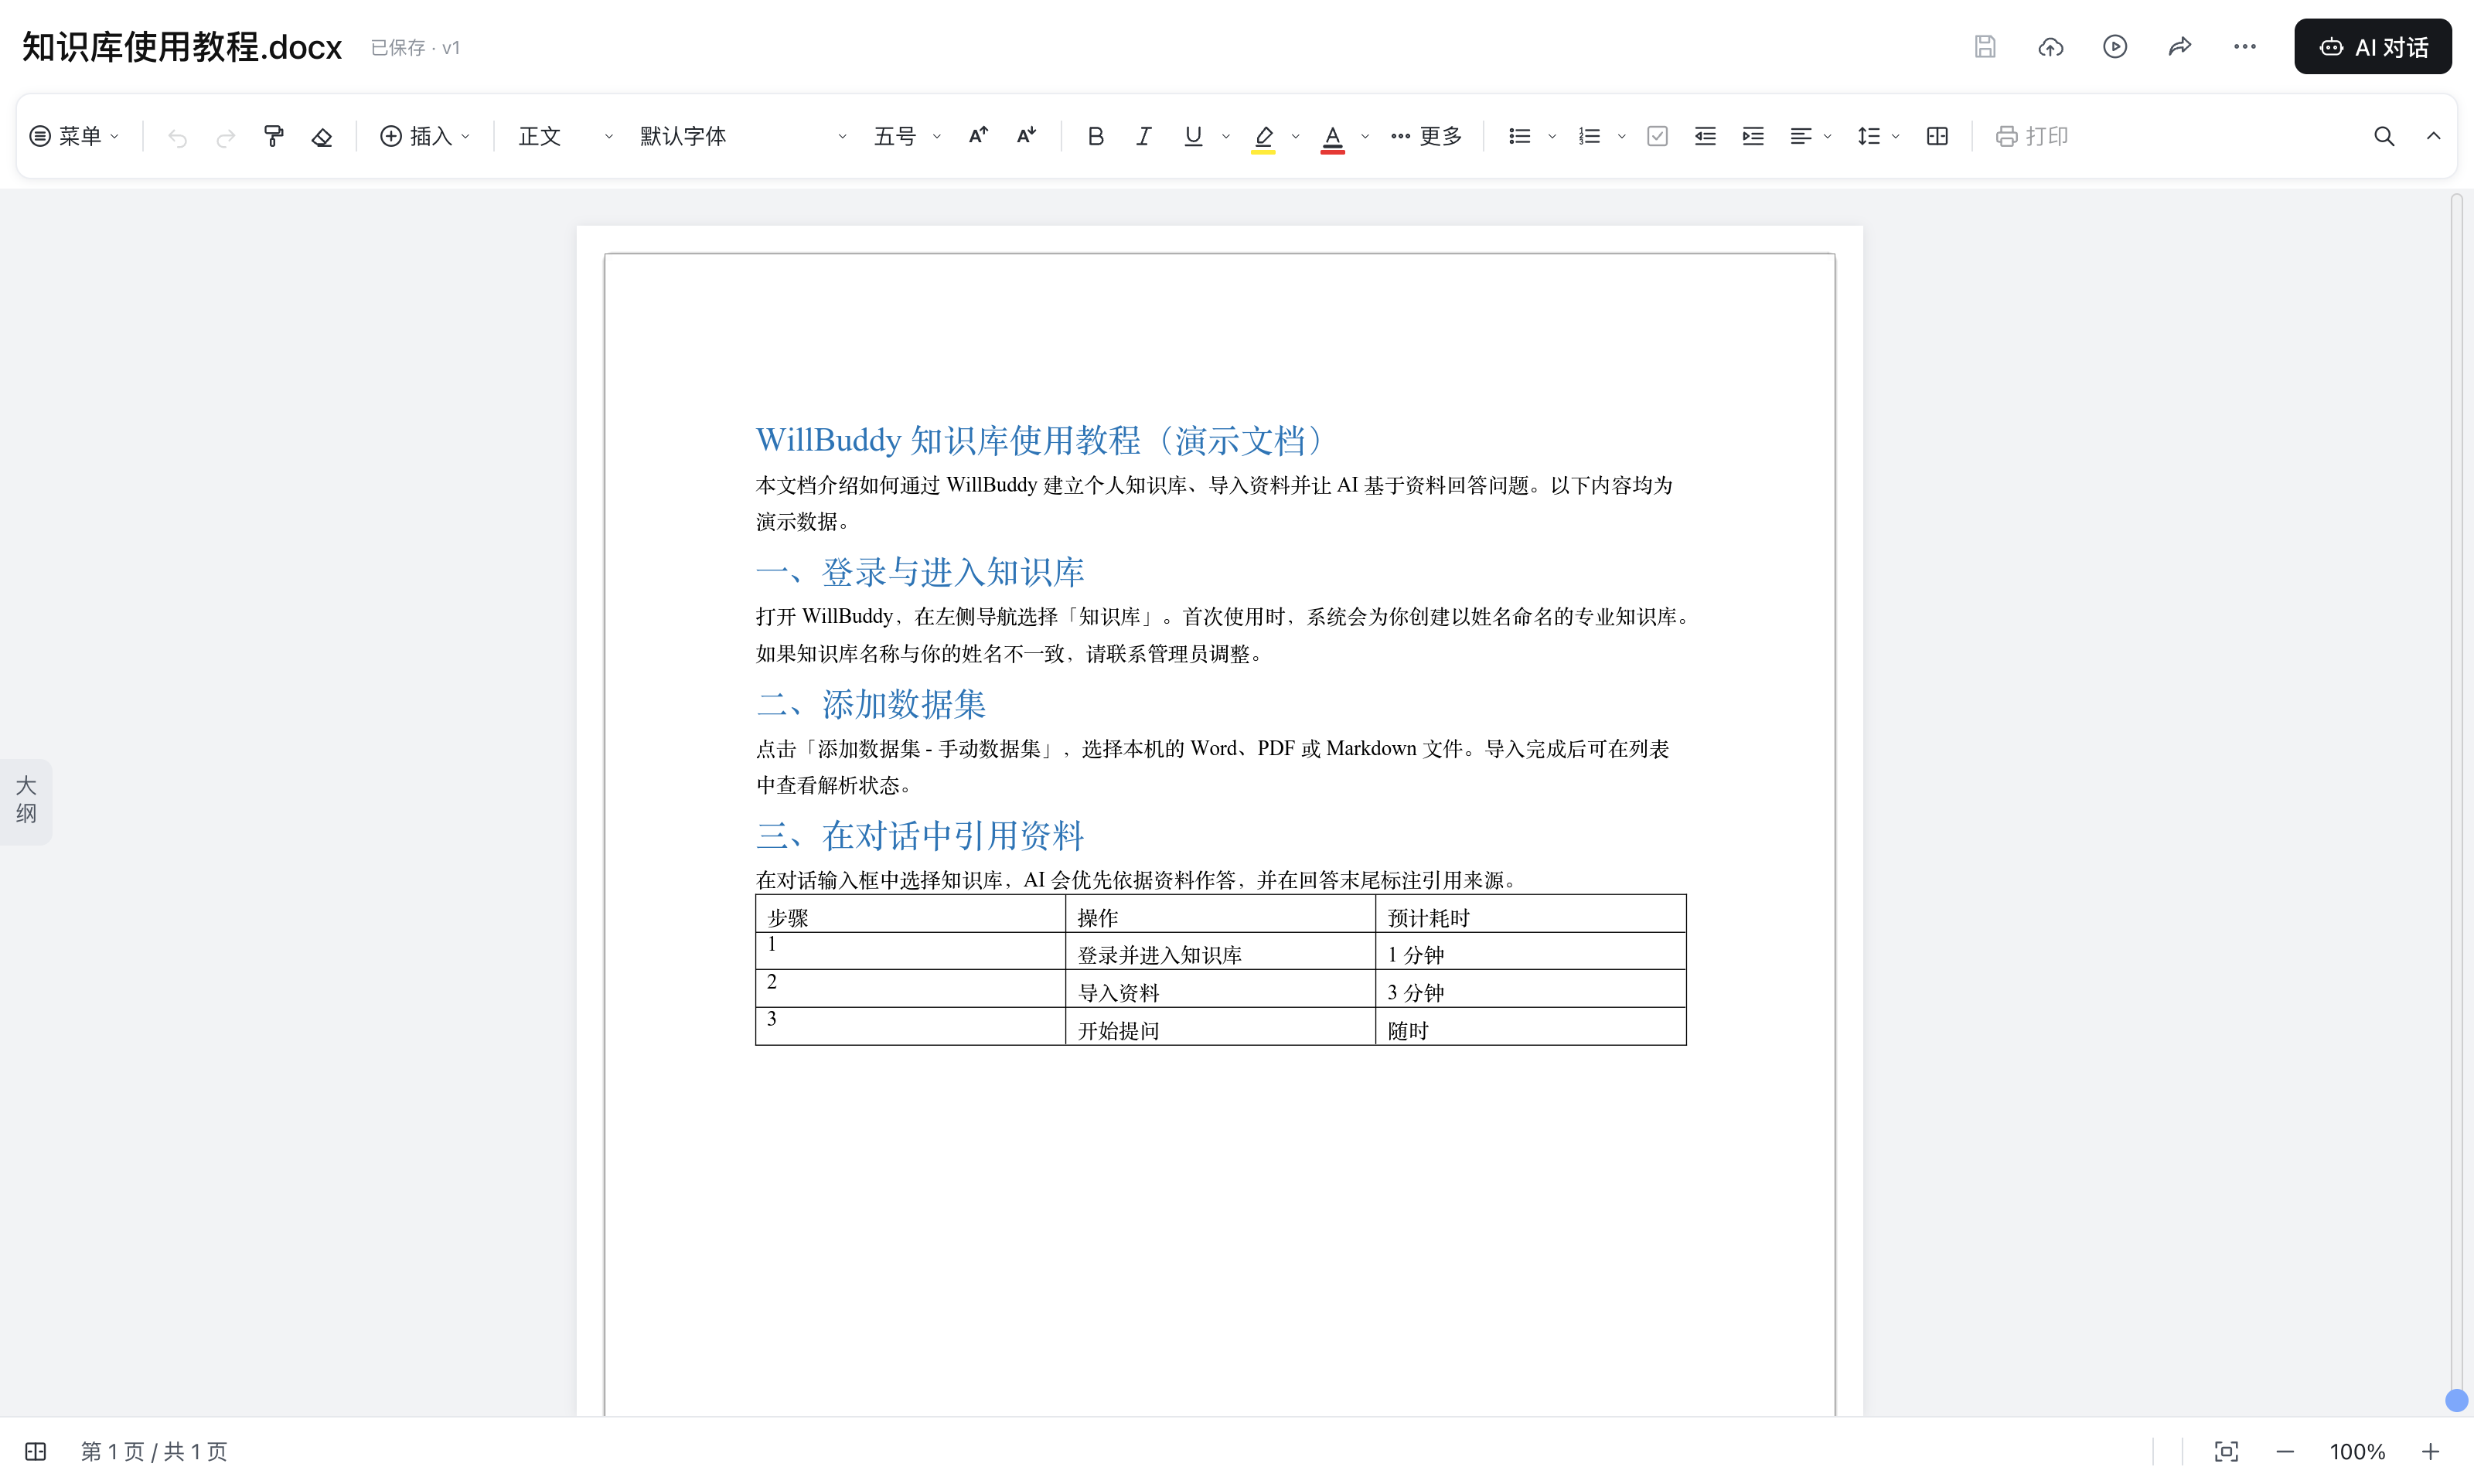 知识库使用教程.docx 已保存 · v1 AI 对话
菜单 插入 正文 默认字体 五号 A A B I U A 更多 打印
WillBuddy 知识库使用教程（演示文档）
本文档介绍如何通过 WillBuddy 建立个人知识库、导入资料并让 AI 基于资料回答问题。以下内容均为
演示数据。
一、登录与进入知识库
打开 WillBuddy，在左侧导航选择「知识库」。首次使用时，系统会为你创建以姓名命名的专业知识库。
如果知识库名称与你的姓名不一致，请联系管理员调整。
二、添加数据集
点击「添加数据集 - 手动数据集」，选择本机的 Word、PDF 或 Markdown 文件。导入完成后可在列表
中查看解析状态。
三、在对话中引用资料
在对话输入框中选择知识库，AI 会优先依据资料作答，并在回答末尾标注引用来源。
步骤 操作 预计耗时
1 登录并进入知识库 1 分钟
2 导入资料 3 分钟
3 开始提问 随时
大
纲
第 1 页 / 共 1 页 100%